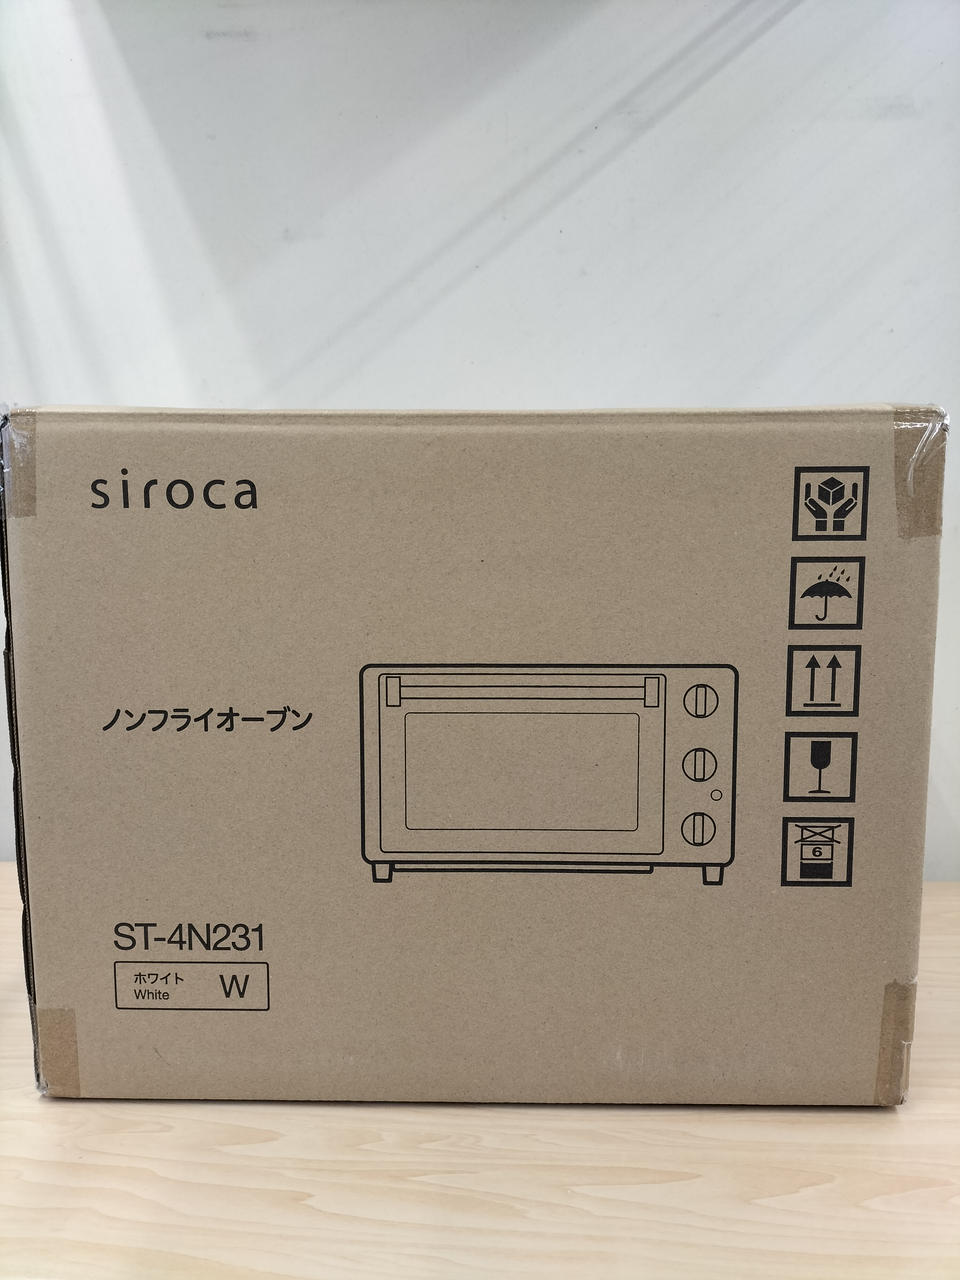 siroca
ノンフライオーブン
6
ST-4N231
ホワイト
White
W